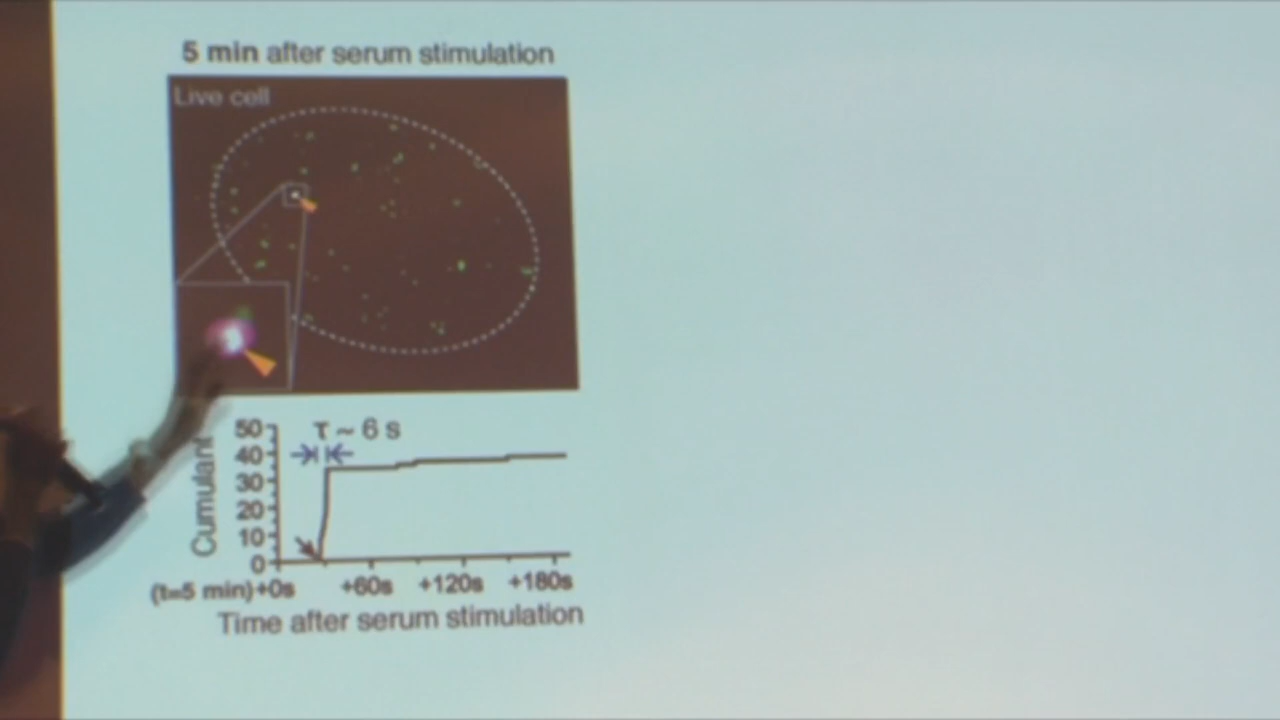 5 min after serum stimulation
Live cell
τ ~ 6 s
50
40
30
20
10
0
Cumulant
(t=5 min)+0s +60s +120s +180s
Time after serum stimulation